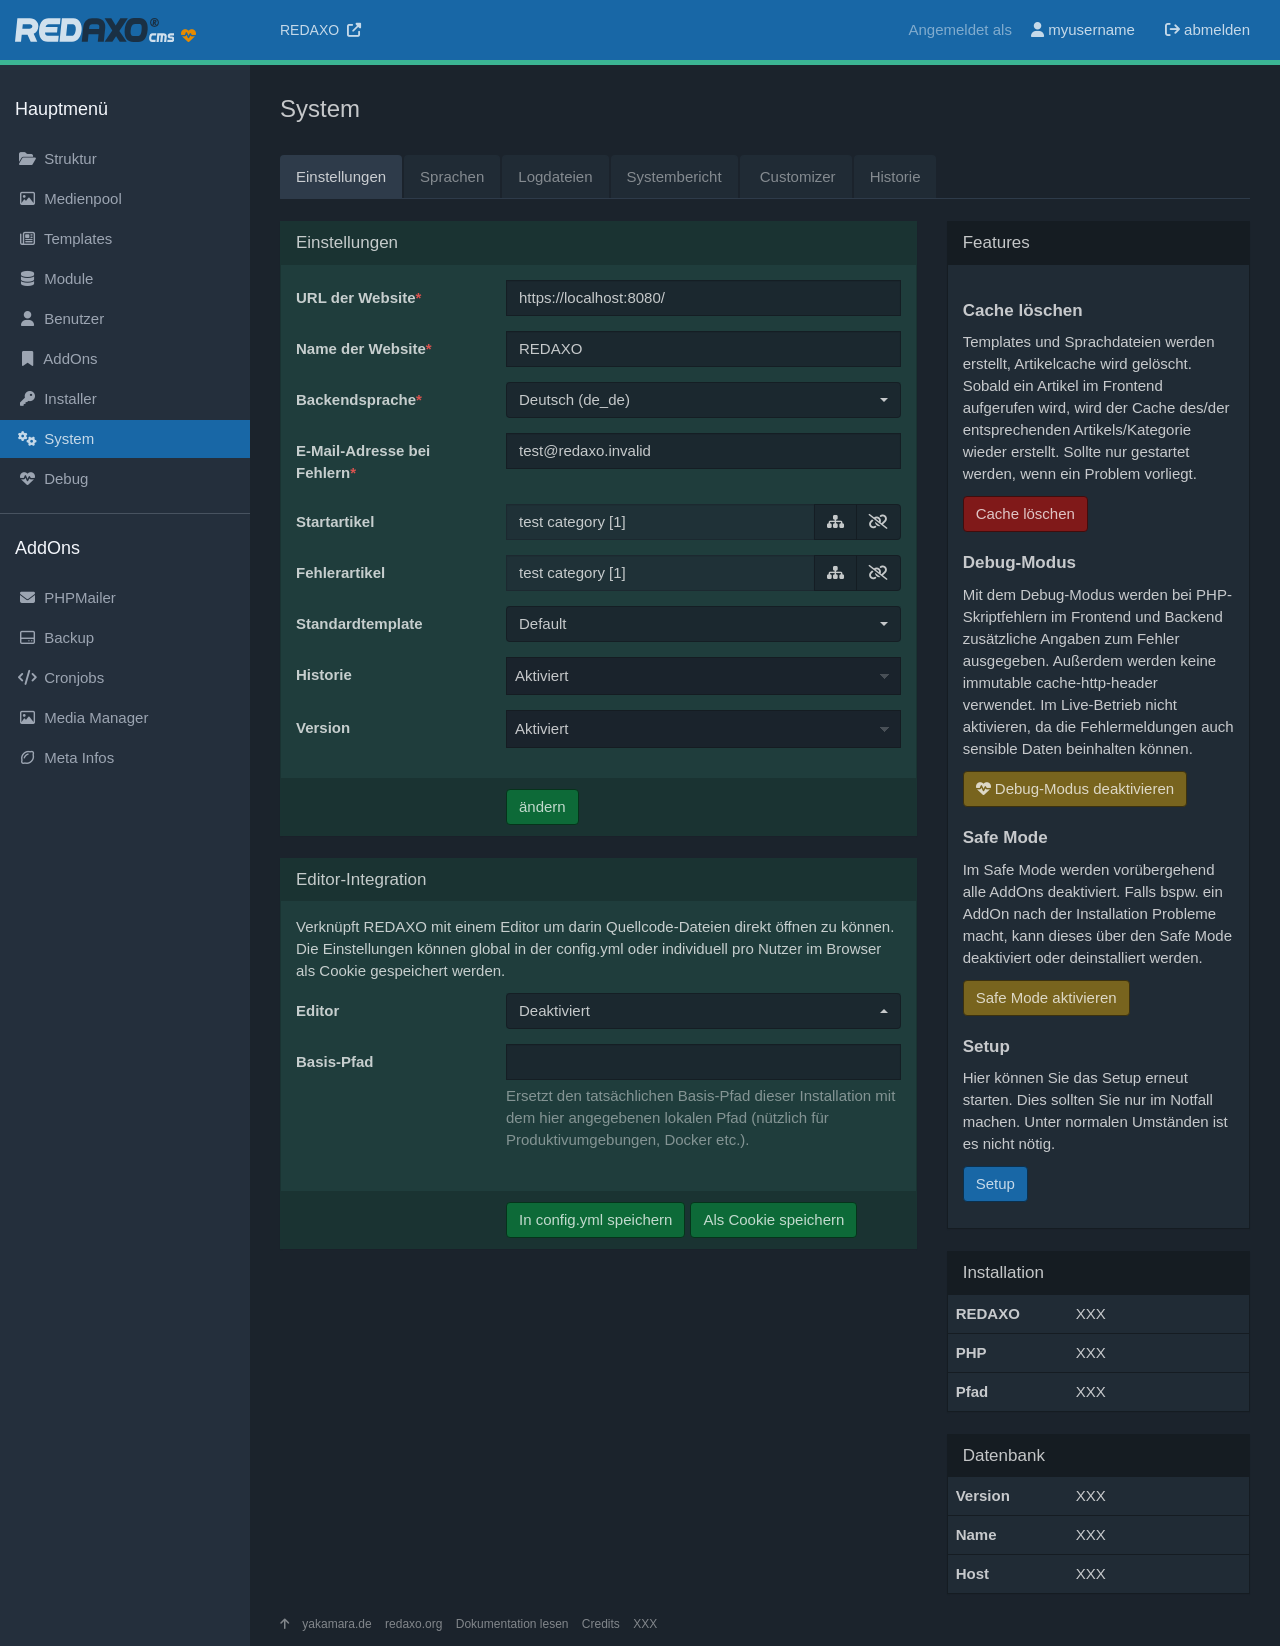 REDAXO® cms
REDAXO
Angemeldet als myusername abmelden
Hauptmenü
Struktur
Medienpool
Templates
Module
Benutzer
AddOns
Installer
System
Debug
AddOns
PHPMailer
Backup
Cronjobs
Media Manager
Meta Infos
System
Einstellungen Sprachen Logdateien Systembericht Customizer Historie
Einstellungen
URL der Website* https://localhost:8080/
Name der Website* REDAXO
Backendsprache* Deutsch (de_de)
E-Mail-Adresse bei test@redaxo.invalid
Fehlern*
Startartikel test category [1]
Fehlerartikel test category [1]
Standardtemplate Default
Historie Aktiviert
Version Aktiviert
ändern
Editor-Integration
Verknüpft REDAXO mit einem Editor um darin Quellcode-Dateien direkt öffnen zu können.
Die Einstellungen können global in der config.yml oder individuell pro Nutzer im Browser
als Cookie gespeichert werden.
Editor Deaktiviert
Basis-Pfad
Ersetzt den tatsächlichen Basis-Pfad dieser Installation mit
dem hier angegebenen lokalen Pfad (nützlich für
Produktivumgebungen, Docker etc.).
In config.yml speichern Als Cookie speichern
Features
Cache löschen
Templates und Sprachdateien werden
erstellt, Artikelcache wird gelöscht.
Sobald ein Artikel im Frontend
aufgerufen wird, wird der Cache des/der
entsprechenden Artikels/Kategorie
wieder erstellt. Sollte nur gestartet
werden, wenn ein Problem vorliegt.
Cache löschen
Debug-Modus
Mit dem Debug-Modus werden bei PHP-
Skriptfehlern im Frontend und Backend
zusätzliche Angaben zum Fehler
ausgegeben. Außerdem werden keine
immutable cache-http-header
verwendet. Im Live-Betrieb nicht
aktivieren, da die Fehlermeldungen auch
sensible Daten beinhalten können.
Debug-Modus deaktivieren
Safe Mode
Im Safe Mode werden vorübergehend
alle AddOns deaktiviert. Falls bspw. ein
AddOn nach der Installation Probleme
macht, kann dieses über den Safe Mode
deaktiviert oder deinstalliert werden.
Safe Mode aktivieren
Setup
Hier können Sie das Setup erneut
starten. Dies sollten Sie nur im Notfall
machen. Unter normalen Umständen ist
es nicht nötig.
Setup
Installation
REDAXO XXX
PHP XXX
Pfad XXX
Datenbank
Version XXX
Name XXX
Host XXX
yakamara.de redaxo.org Dokumentation lesen Credits XXX